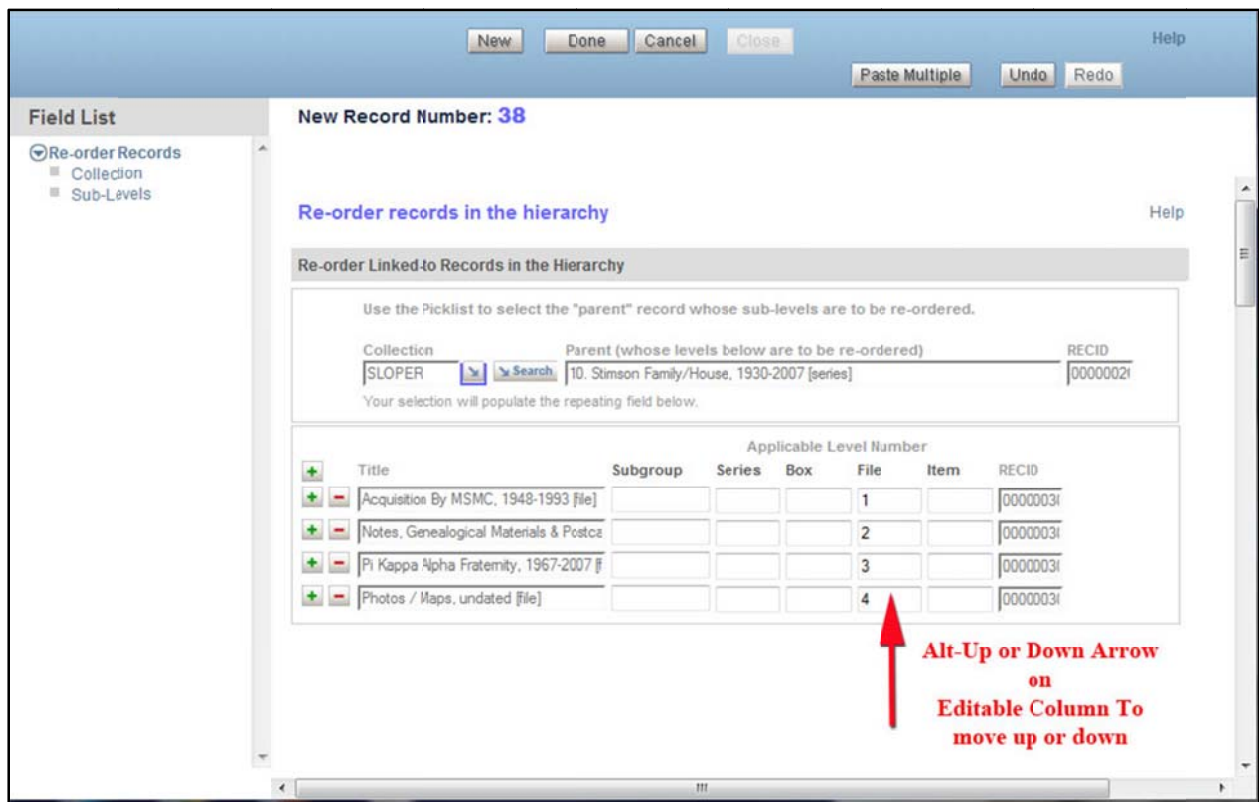 New Done Cancel Close Help
Paste Multiple Undo Redo
Field List
Re-order Records
Collection
Sub-Levels
New Record Number: 38
Re-order records in the hierarchy Help
Re-order Linked-to Records in the Hierarchy
Use the Picklist to select the "parent" record whose sub-levels are to be re-ordered.
Collection Parent (whose levels below are to be re-ordered) RECID
SLOPER Search 10. Stimson Family/House, 1930-2007 [series]
Your selection will populate the repeating field below.
Applicable Level Number
Title Subgroup Series Box File Item RECID
Acquisition By MSMC, 1948-1993 [file] 1
Notes, Genealogical Materials & Postca 2
Pi Kappa Alpha Fraternity, 1967-2007 [f 3
Photos / Maps, undated [file] 4
Alt-Up or Down Arrow
on
Editable Column To
move up or down